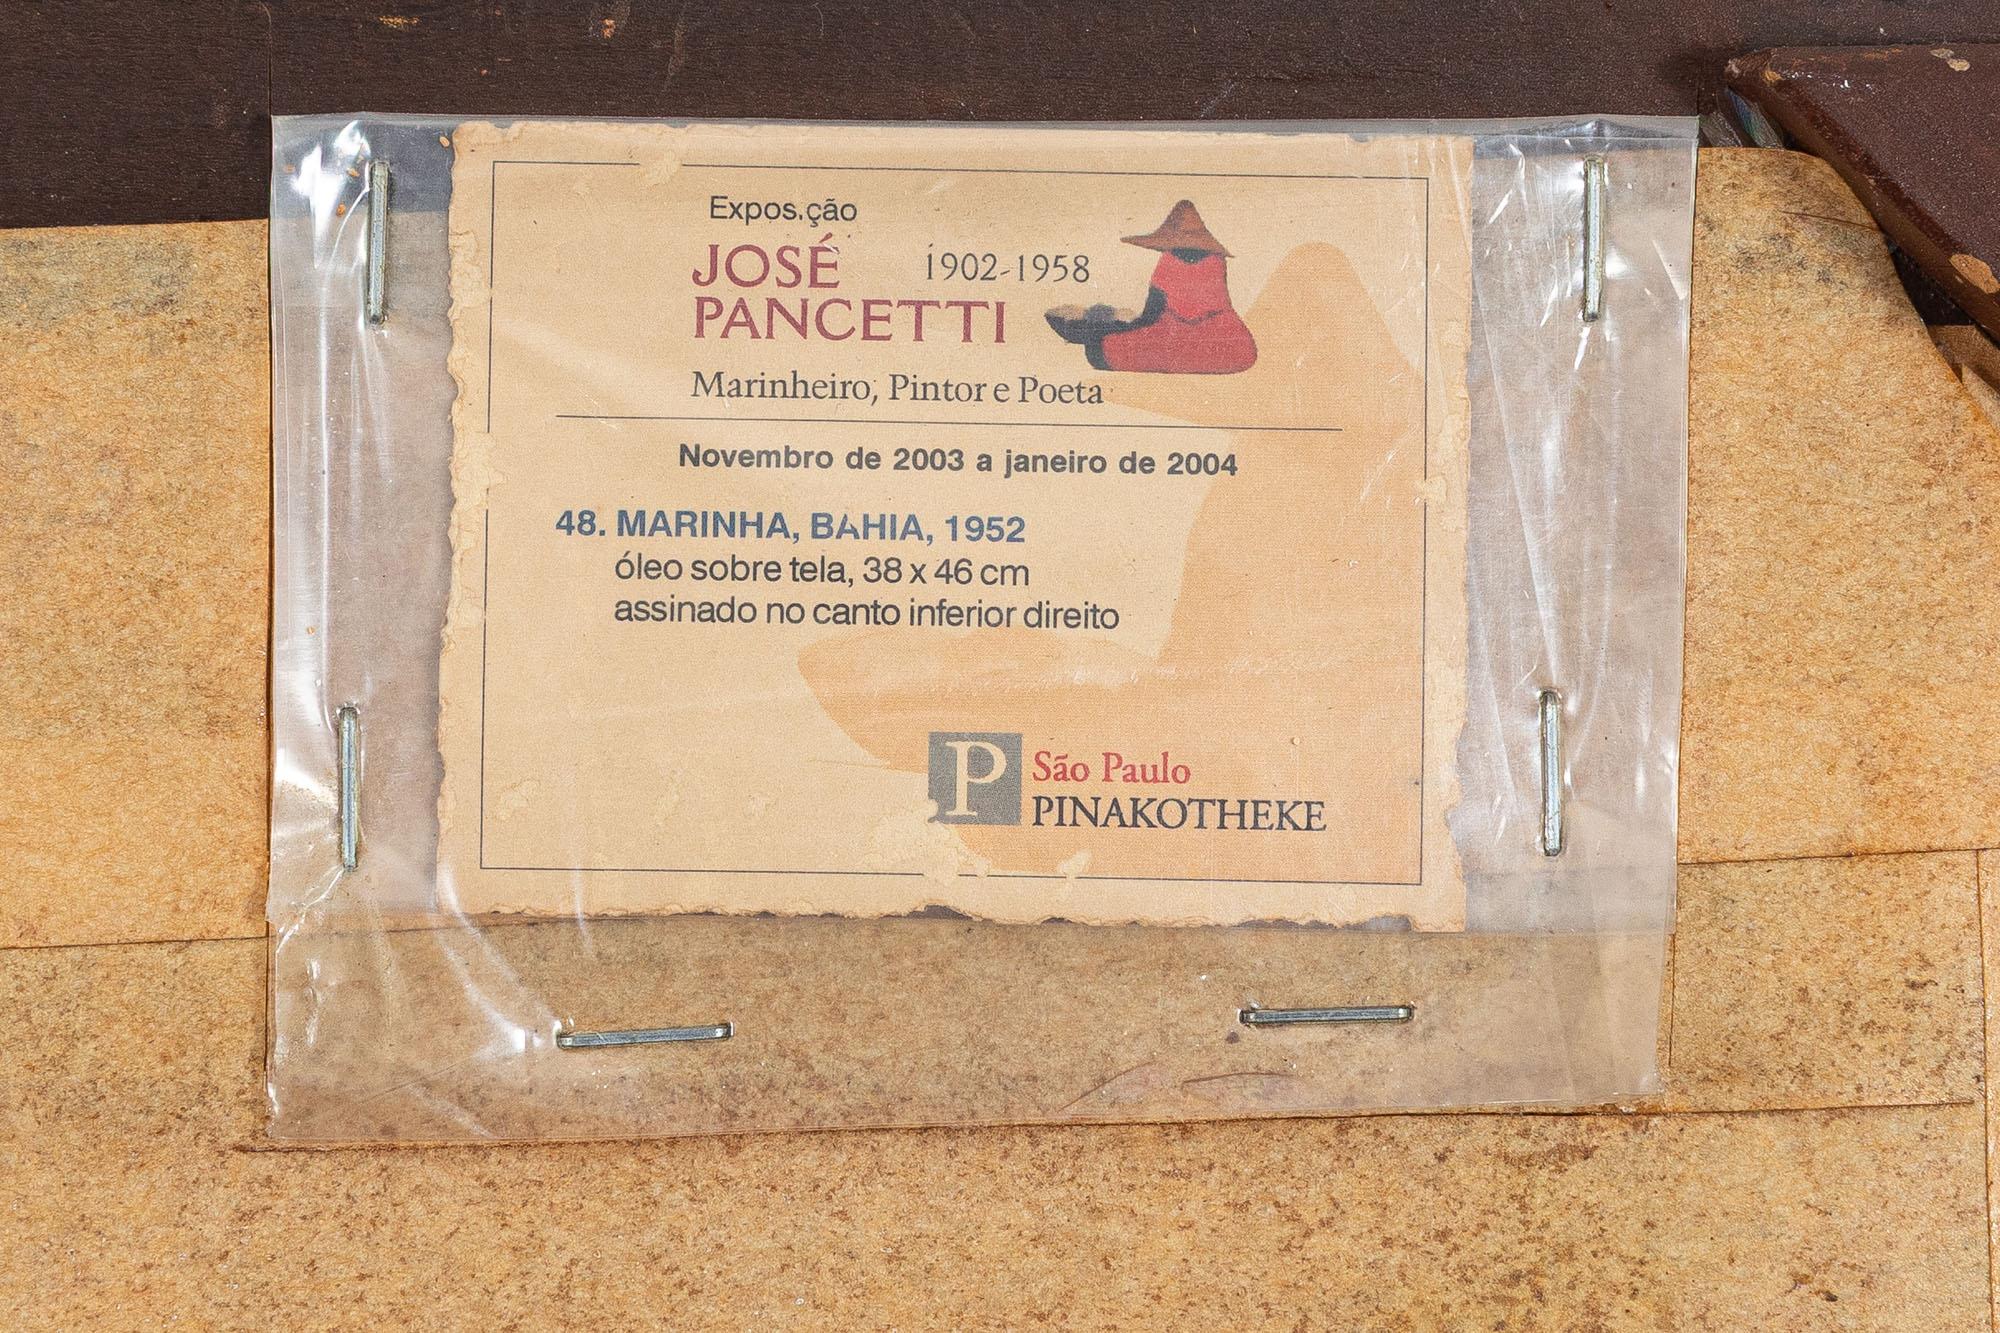 Expos.ção
JOSÉ 1902-1958
PANCETTI
Marinheiro, Pintor e Poeta
Novembro de 2003 a janeiro de 2004
48. MARINHA, BAHIA, 1952
óleo sobre tela, 38 x 46 cm
assinado no canto inferior direito
P São Paulo
PINAKOTHEKE